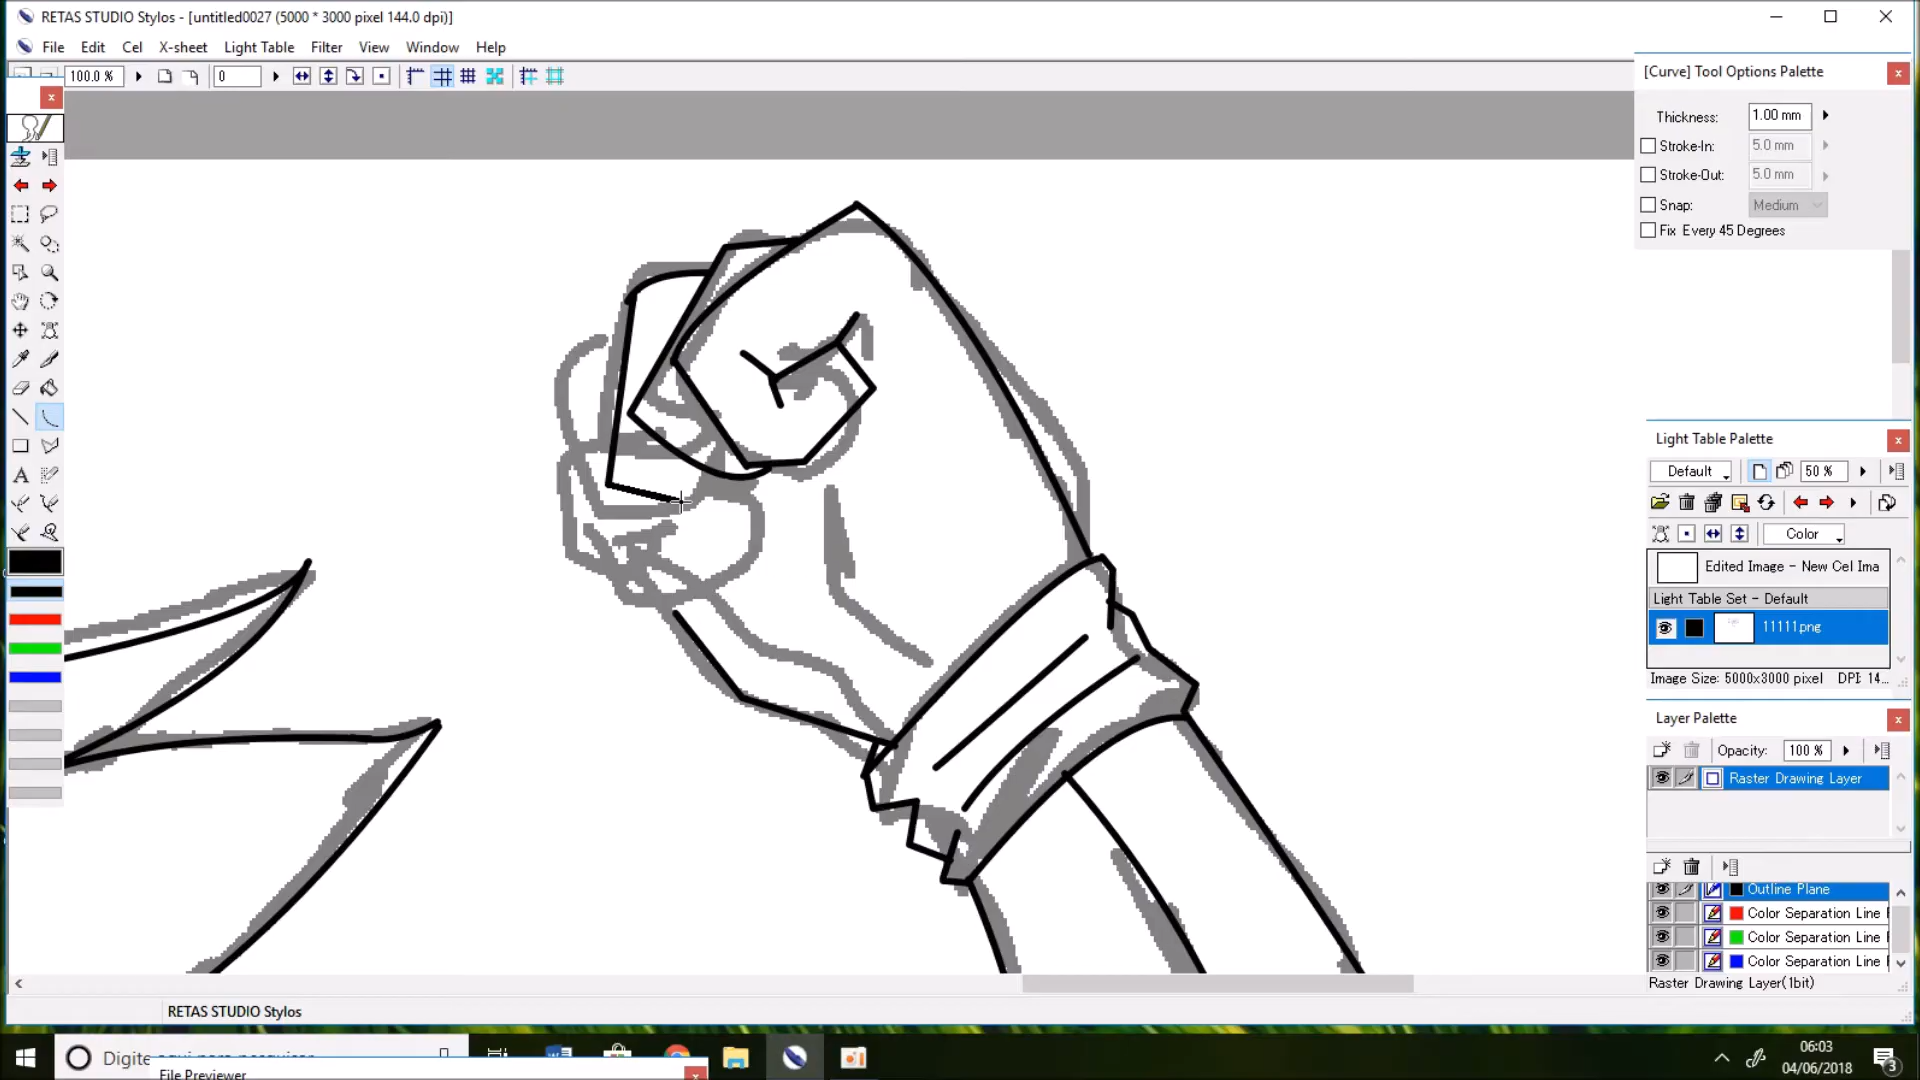 RETAS STUDIO Stylos - [untitled0027 (5000 * 3000 pixel 144.0 dpi)]
File Edit Cel X-sheet Light Table Filter View Window Help
100.0 % 0
[Curve] Tool Options Palette
Thickness: 1.00 mm
Stroke-In: 5.0 mm
Stroke-Out: 5.0 mm
Snap: Medium
Fix Every 45 Degrees
Light Table Palette
Default 50 %
Color
Edited Image - New Cel Ima
Light Table Set - Default
11111png
Image Size: 5000x3000 pixel DPI: 14...
Layer Palette
Opacity: 100 %
Raster Drawing Layer
Outline Plane
Color Separation Line
Color Separation Line
Color Separation Line
Raster Drawing Layer(1bit)
RETAS STUDIO Stylos
Digite aqui para pesquisar
File Previewer
06:03
04/06/2018
3